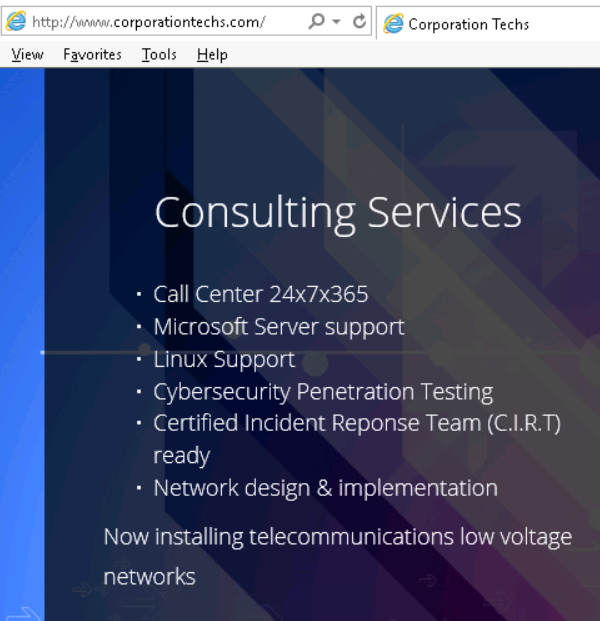 http://www.corporationtechs.com/
Corporation Techs
View Favorites Tools Help
Consulting Services
· Call Center 24x7x365
· Microsoft Server support
· Linux Support
· Cybersecurity Penetration Testing
· Certified Incident Reponse Team (C.I.R.T)
ready
· Network design & implementation
Now installing telecommunications low voltage
networks